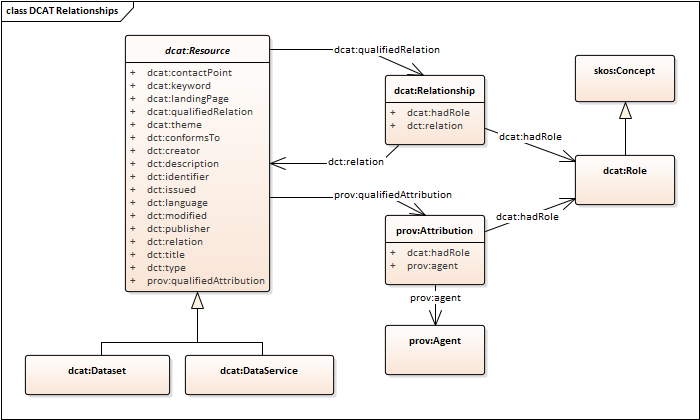 class DCAT Relationships
dcat:Resource
+ dcat:contactPoint
+ dcat:keyword
+ dcat:landingPage
+ dcat:qualifiedRelation
+ dcat:theme
+ dct:conformsTo
+ dct:creator
+ dct:description
+ dct:identifier
+ dct:issued
+ dct:language
+ dct:modified
+ dct:publisher
+ dct:relation
+ dct:title
+ dct:type
+ prov:qualifiedAttribution
dcat:qualifiedRelation
dcat:Relationship
+ dcat:hadRole
+ dct:relation
skos:Concept
dcat:hadRole
dct:relation
dcat:Role
prov:qualifiedAttribution
dcat:hadRole
prov:Attribution
+ dcat:hadRole
+ prov:agent
prov:agent
prov:Agent
dcat:Dataset
dcat:DataService